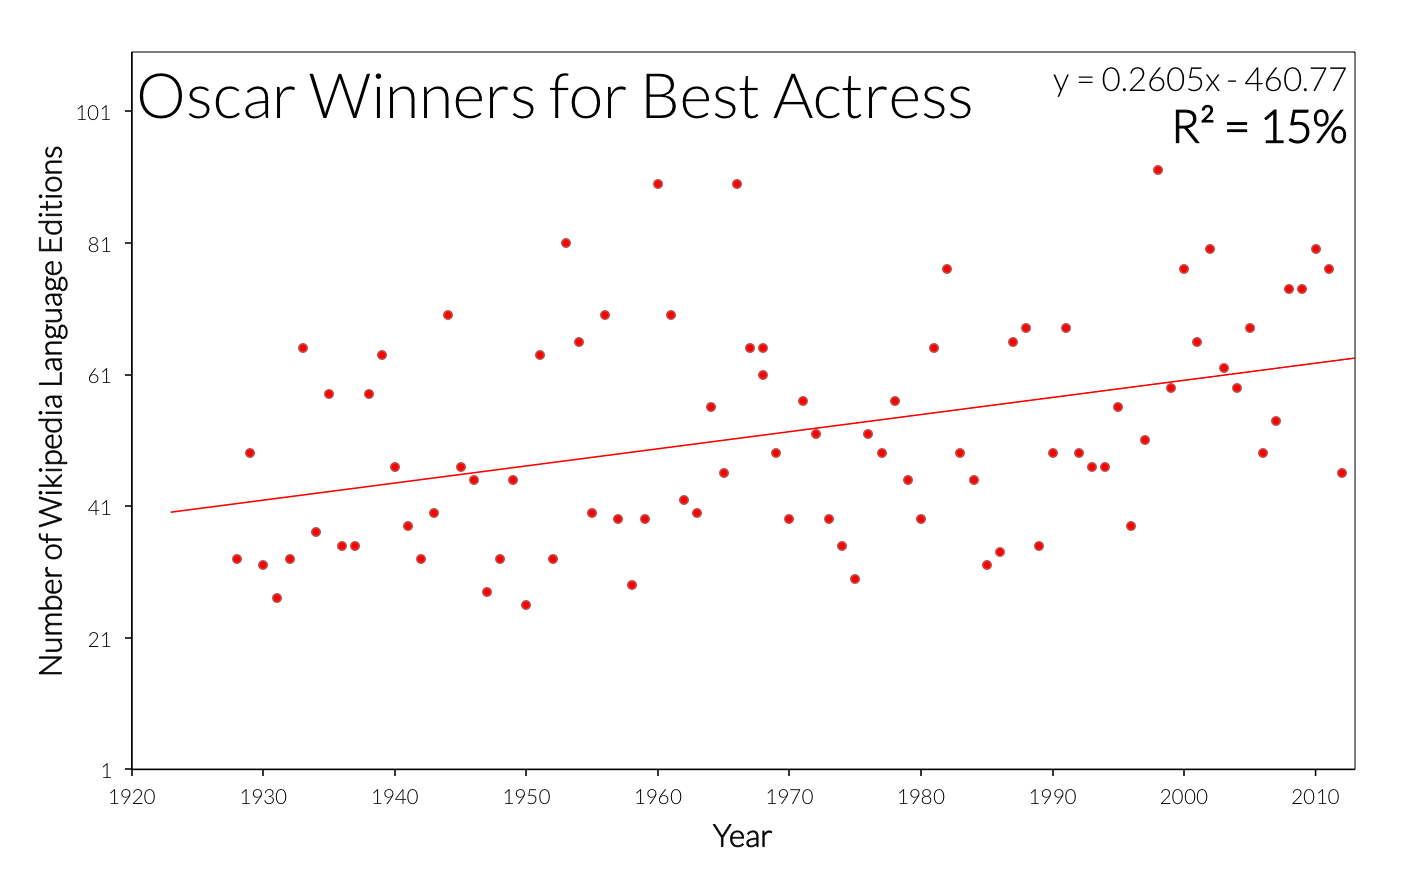 Oscar Winners for Best Actress
y = 0.2605x - 460.77
R² = 15%
Number of Wikipedia Language Editions
101
81
61
41
21
1
1920 1930 1940 1950 1960 1970 1980 1990 2000 2010
Year